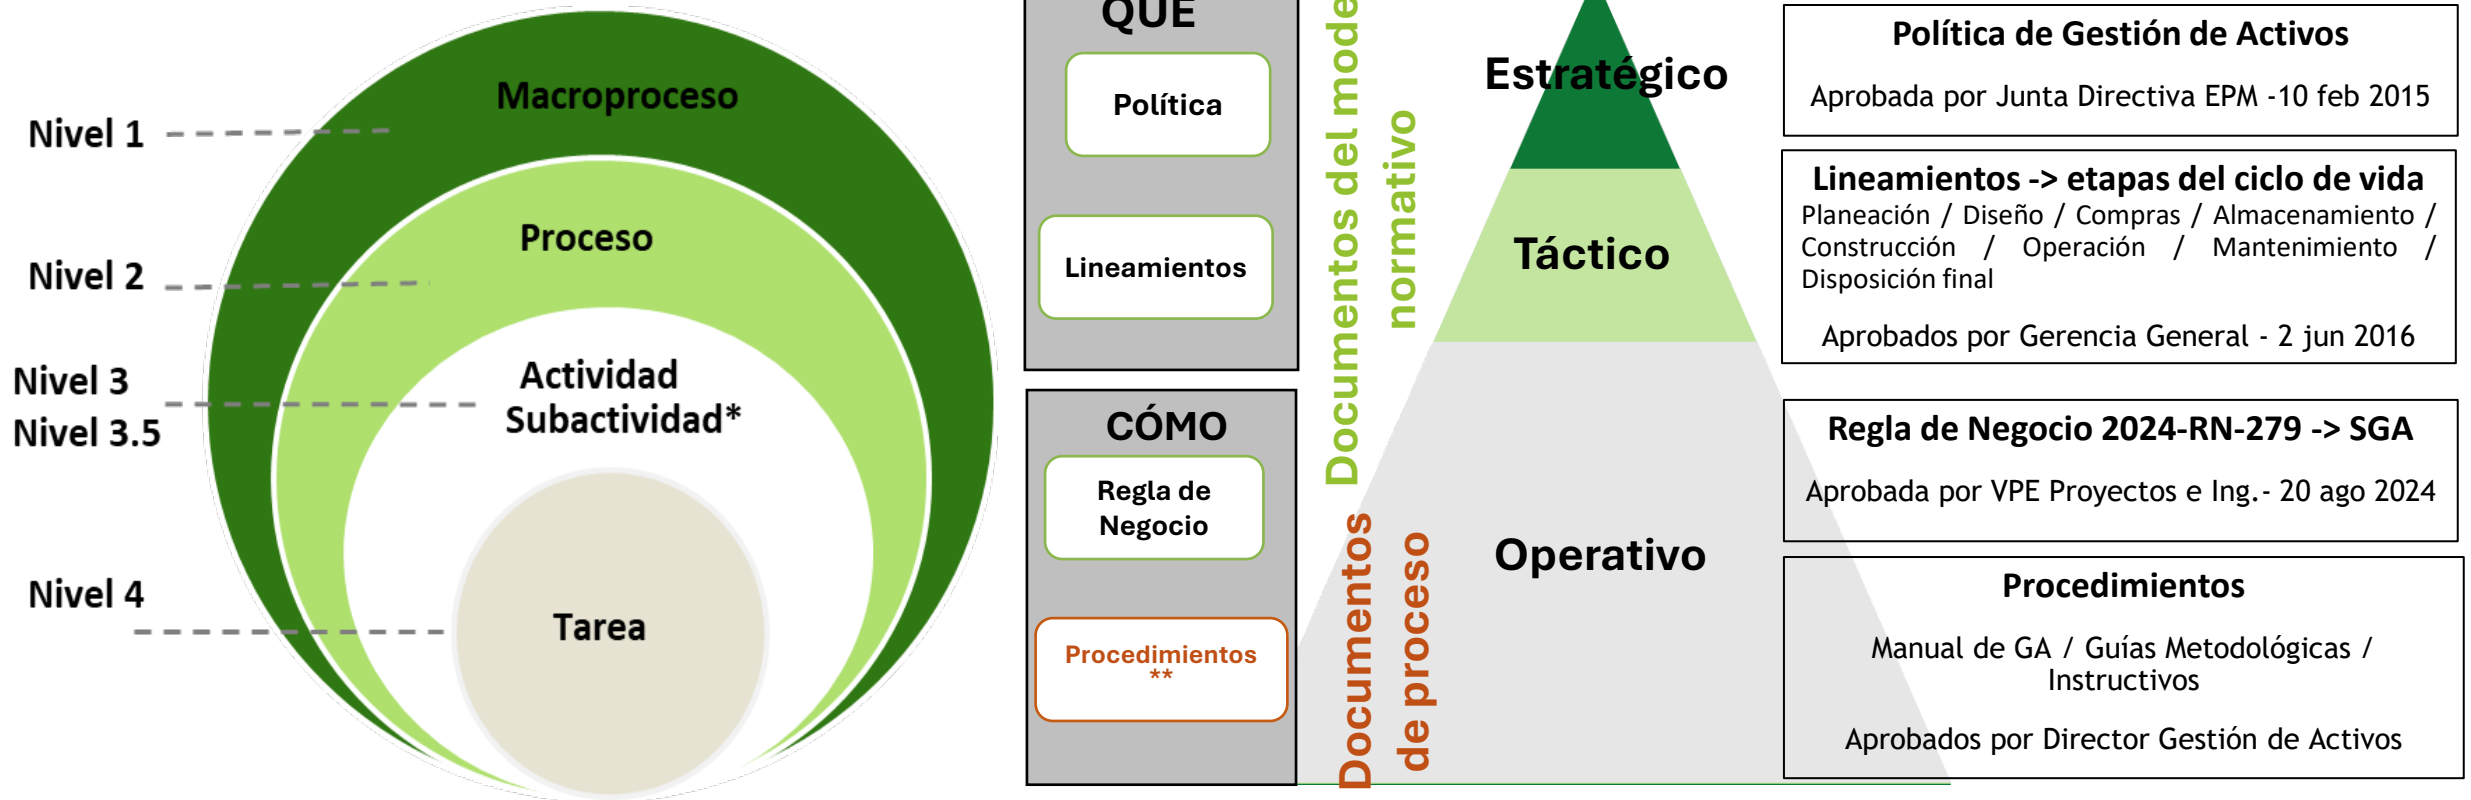 Macroproceso
Nivel 1
Proceso
Nivel 2
Nivel 3
Nivel 3.5
Actividad
Subactividad*
Nivel 4
Tarea
QUÉ
Política
Lineamientos
CÓMO
Regla de
Negocio
Procedimientos
**
Documentos del mode
normativo
Documentos
de proceso
Estratégico
Táctico
Operativo
Política de Gestión de Activos
Aprobada por Junta Directiva EPM -10 feb 2015
Lineamientos -> etapas del ciclo de vida
Planeación / Diseño / Compras / Almacenamiento /
Construcción / Operación / Mantenimiento /
Disposición final
Aprobados por Gerencia General - 2 jun 2016
Regla de Negocio 2024-RN-279 -> SGA
Aprobada por VPE Proyectos e Ing.- 20 ago 2024
Procedimientos
Manual de GA / Guías Metodológicas /
Instructivos
Aprobados por Director Gestión de Activos